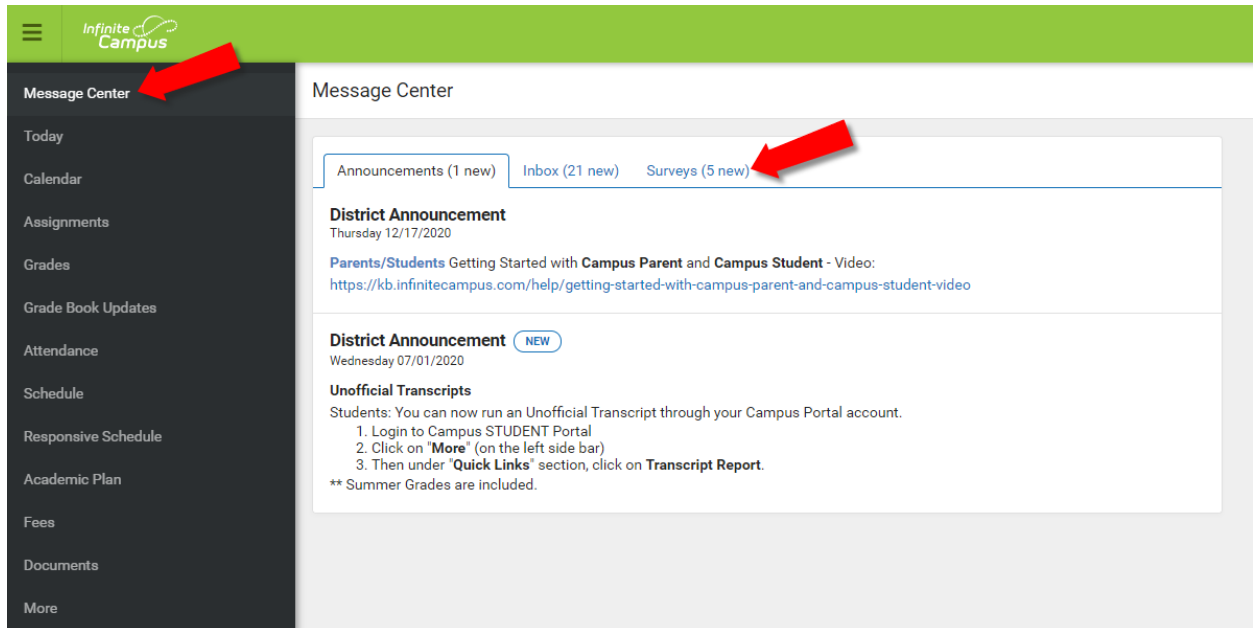 Infinite
Campus
Message Center
Today
Calendar
Assignments
Grades
Grade Book Updates
Attendance
Schedule
Responsive Schedule
Academic Plan
Fees
Documents
More
Message Center
Announcements (1 new) Inbox (21 new) Surveys (5 new)
District Announcement
Thursday 12/17/2020
Parents/Students Getting Started with Campus Parent and Campus Student - Video:
https://kb.infinitecampus.com/help/getting-started-with-campus-parent-and-campus-student-video
District Announcement NEW
Wednesday 07/01/2020
Unofficial Transcripts
Students: You can now run an Unofficial Transcript through your Campus Portal account.
1. Login to Campus STUDENT Portal
2. Click on "More" (on the left side bar)
3. Then under "Quick Links" section, click on Transcript Report.
** Summer Grades are included.